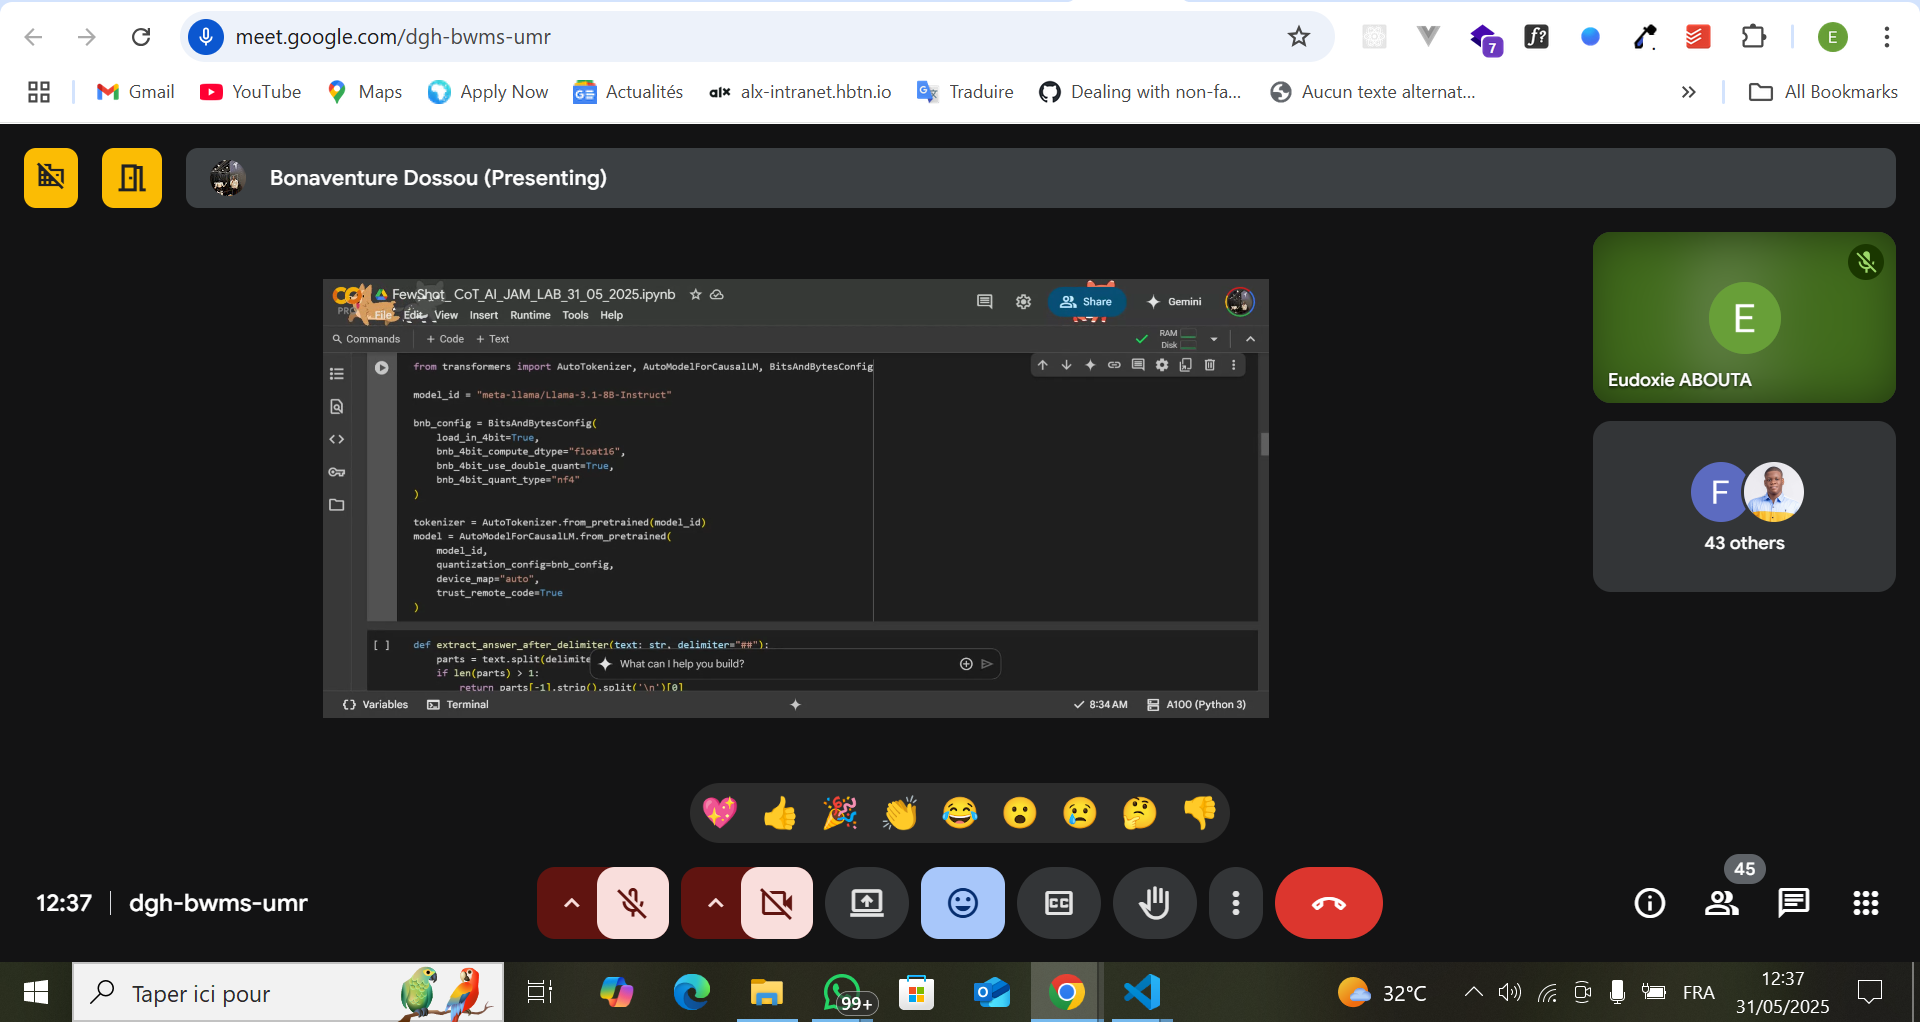 meet.google.com/dgh-bwms-umr
7
f?
E
Gmail
YouTube
Maps
Apply Now
Actualités
alx alx-intranet.hbtn.io
Traduire
Dealing with non-fa...
Aucun texte alternat...
»
All Bookmarks
Bonaventure Dossou (Presenting)
E
Eudoxie ABOUTA
F
43 others
CO
PRO
FewShot_ CoT_AI_JAM_LAB_31_05_2025.ipynb
Share
Gemini
File Edit View Insert Runtime Tools Help
Commands + Code + Text
RAM
Disk
from transformers import AutoTokenizer, AutoModelForCausalLM, BitsAndBytesConfig
model_id = "meta-llama/Llama-3.1-8B-Instruct"
bnb_config = BitsAndBytesConfig(
    load_in_4bit=True,
    bnb_4bit_compute_dtype="float16",
    bnb_4bit_use_double_quant=True,
    bnb_4bit_quant_type="nf4"
)
tokenizer = AutoTokenizer.from_pretrained(model_id)
model = AutoModelForCausalLM.from_pretrained(
    model_id,
    quantization_config=bnb_config,
    device_map="auto",
    trust_remote_code=True
)
[ ] def extract_answer_after_delimiter(text: str, delimiter="##"):
    parts = text.split(delimite
What can I help you build?
    if len(parts) > 1:
        return parts[-1].strip().split('\n')[0]
Variables
Terminal
8:34 AM
A100 (Python 3)
12:37
dgh-bwms-umr
CC
45
Taper ici pour
99+
32°C
FRA
12:37
31/05/2025